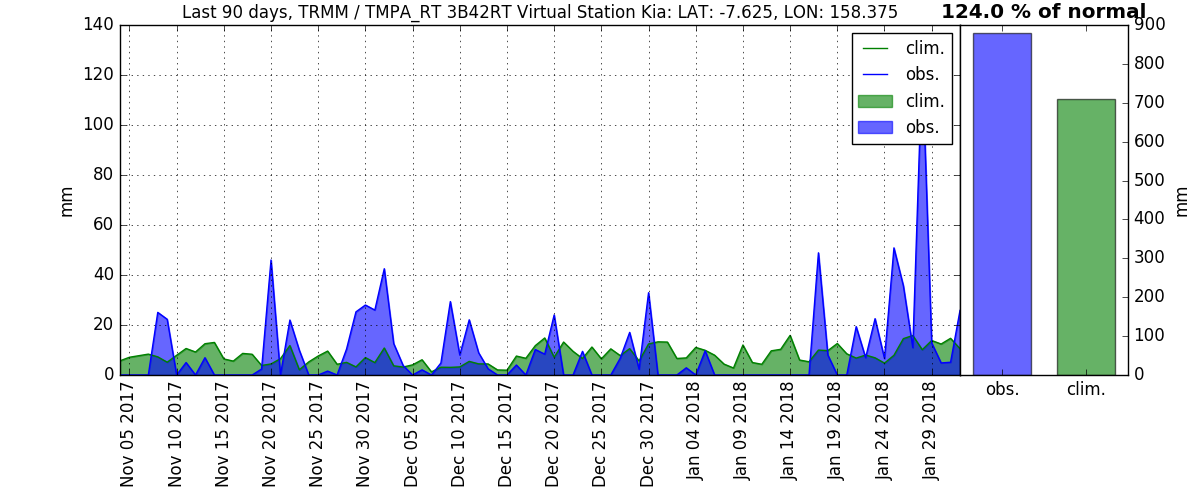 Last 90 days, TRMM / TMPA_RT 3B42RT Virtual Station Kia: LAT: -7.625, LON: 158.375
124.0 % of normal
clim.
obs.
clim.
obs.
mm
140
120
100
80
60
40
20
0
Nov 05 2017
Nov 10 2017
Nov 15 2017
Nov 20 2017
Nov 25 2017
Nov 30 2017
Dec 05 2017
Dec 10 2017
Dec 15 2017
Dec 20 2017
Dec 25 2017
Dec 30 2017
Jan 04 2018
Jan 09 2018
Jan 14 2018
Jan 19 2018
Jan 24 2018
Jan 29 2018
obs.
clim.
900
800
700
600
500
400
300
200
100
0
mm